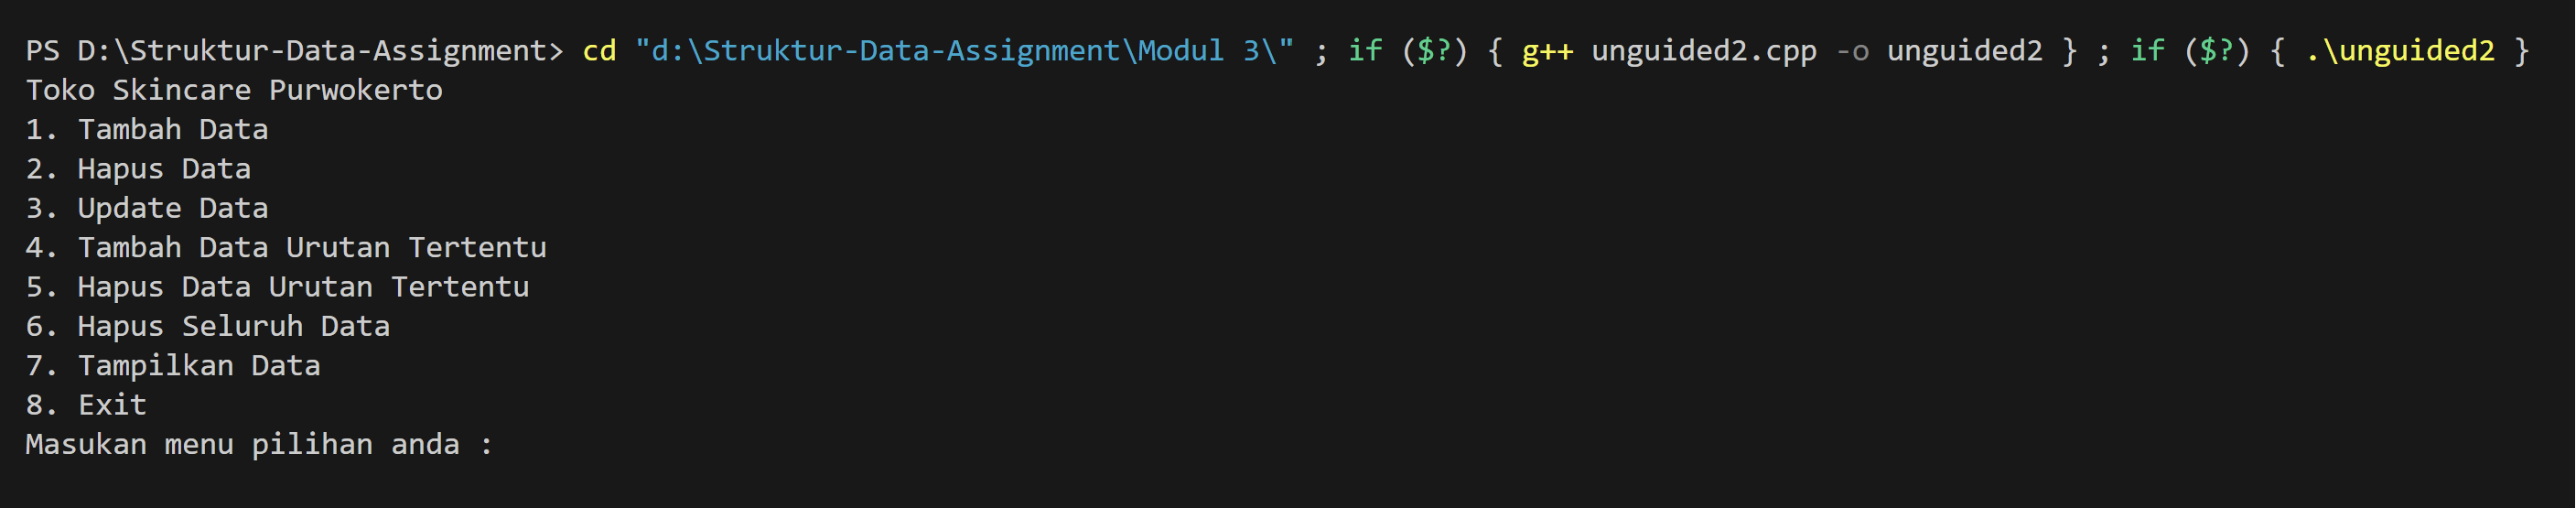 PS D:\Struktur-Data-Assignment> cd "d:\Struktur-Data-Assignment\Modul 3\" ; if ($?) { g++ unguided2.cpp -o unguided2 } ; if ($?) { .\unguided2 }
Toko Skincare Purwokerto
1. Tambah Data
2. Hapus Data
3. Update Data
4. Tambah Data Urutan Tertentu
5. Hapus Data Urutan Tertentu
6. Hapus Seluruh Data
7. Tampilkan Data
8. Exit
Masukan menu pilihan anda :